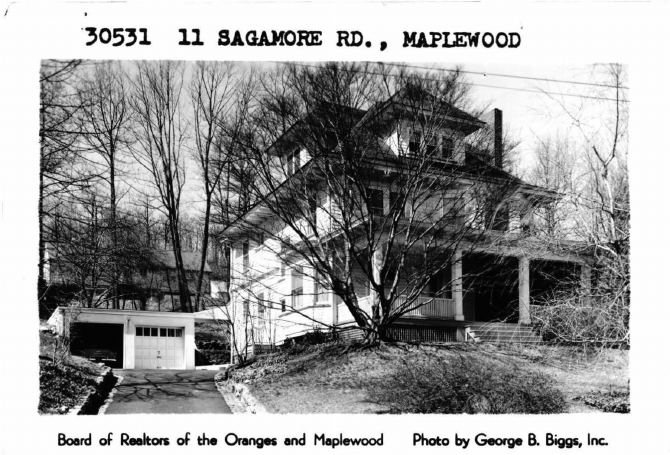 30531 11 SAGAMORE RD., MAPLEWOOD
Board of Realtors of the Oranges and Maplewood Photo by George B. Biggs, Inc.